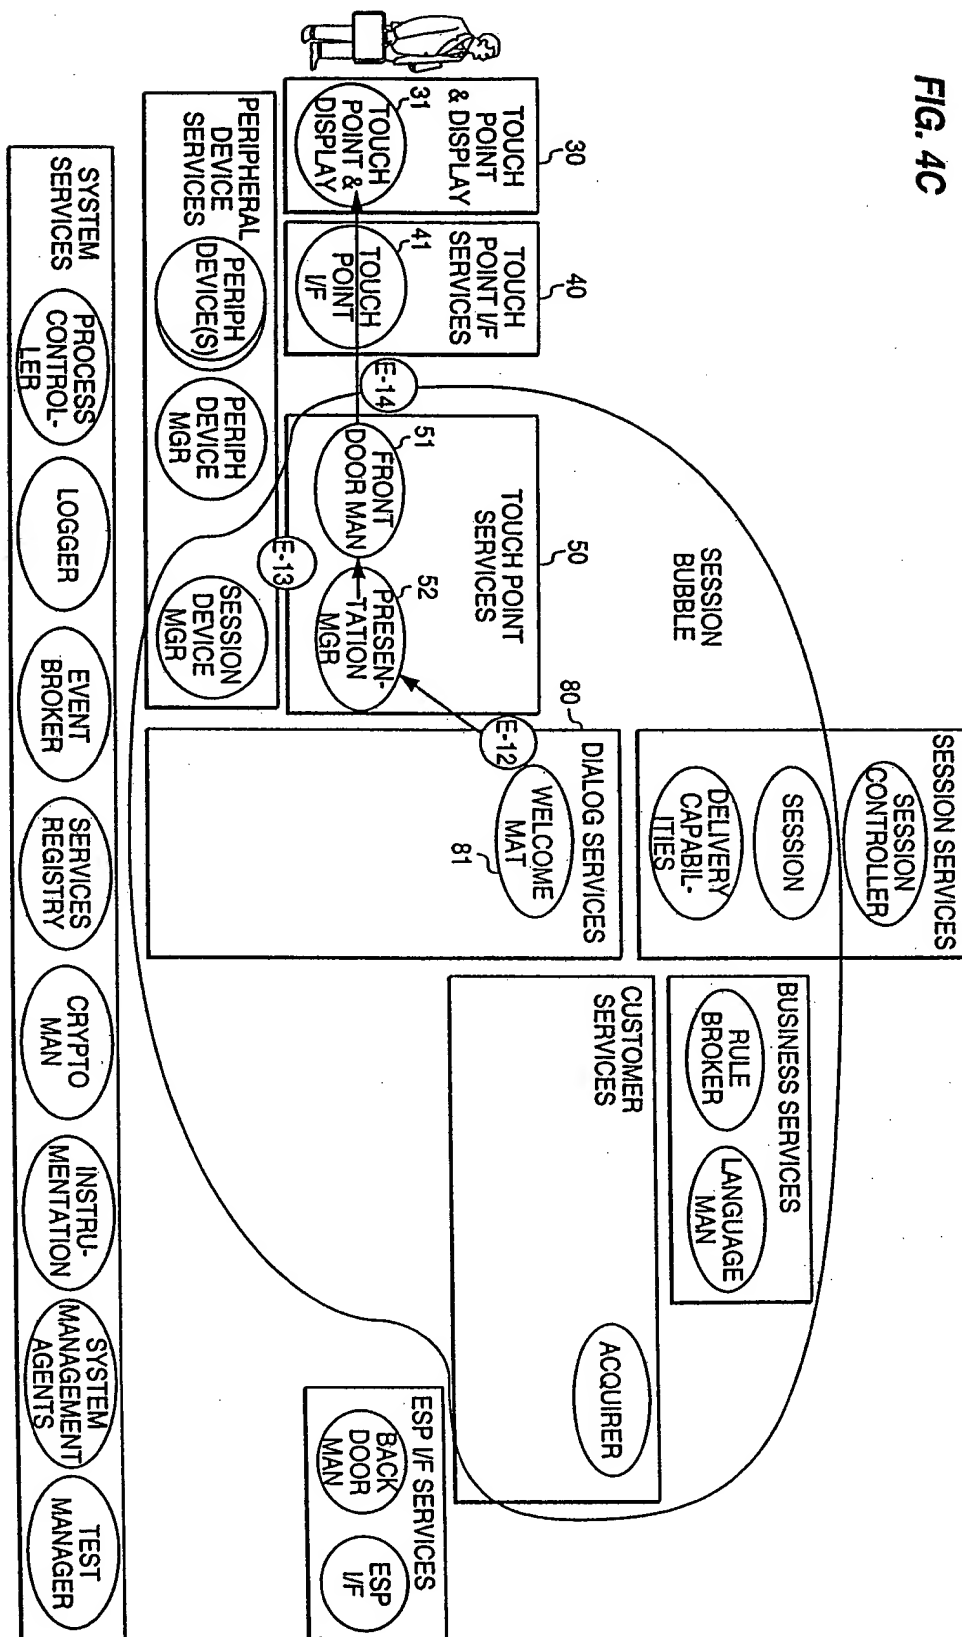 FIG. 4C
SESSION SERVICES
SESSION
CONTROLLER
SESSION
DELIVERY
CAPABIL-
ITIES
BUSINESS SERVICES
RULE
BROKER
LANGUAGE
MAN
SESSION
BUBBLE
TOUCH
POINT
& DISPLAY
30
31
TOUCH
POINT &
DISPLAY
TOUCH
POINT I/F
SERVICES
40
41
TOUCH
POINT
I/F
TOUCH POINT
SERVICES
50
51
FRONT
DOOR MAN
52
PRESEN-
TATION
MGR
E-14
E-13
E-12
80
DIALOG SERVICES
WELCOME
MAT
81
CUSTOMER
SERVICES
ACQUIRER
PERIPHERAL
DEVICE
SERVICES
PERIPH
DEVICE(S)
PERIPH
DEVICE
MGR
SESSION
DEVICE
MGR
ESP I/F SERVICES
BACK
DOOR
MAN
ESP
I/F
SYSTEM
SERVICES
PROCESS
CONTROL-
LER
LOGGER
EVENT
BROKER
SERVICES
REGISTRY
CRYPTO
MAN
INSTRU-
MENTATION
SYSTEM
MANAGEMENT
AGENTS
TEST
MANAGER